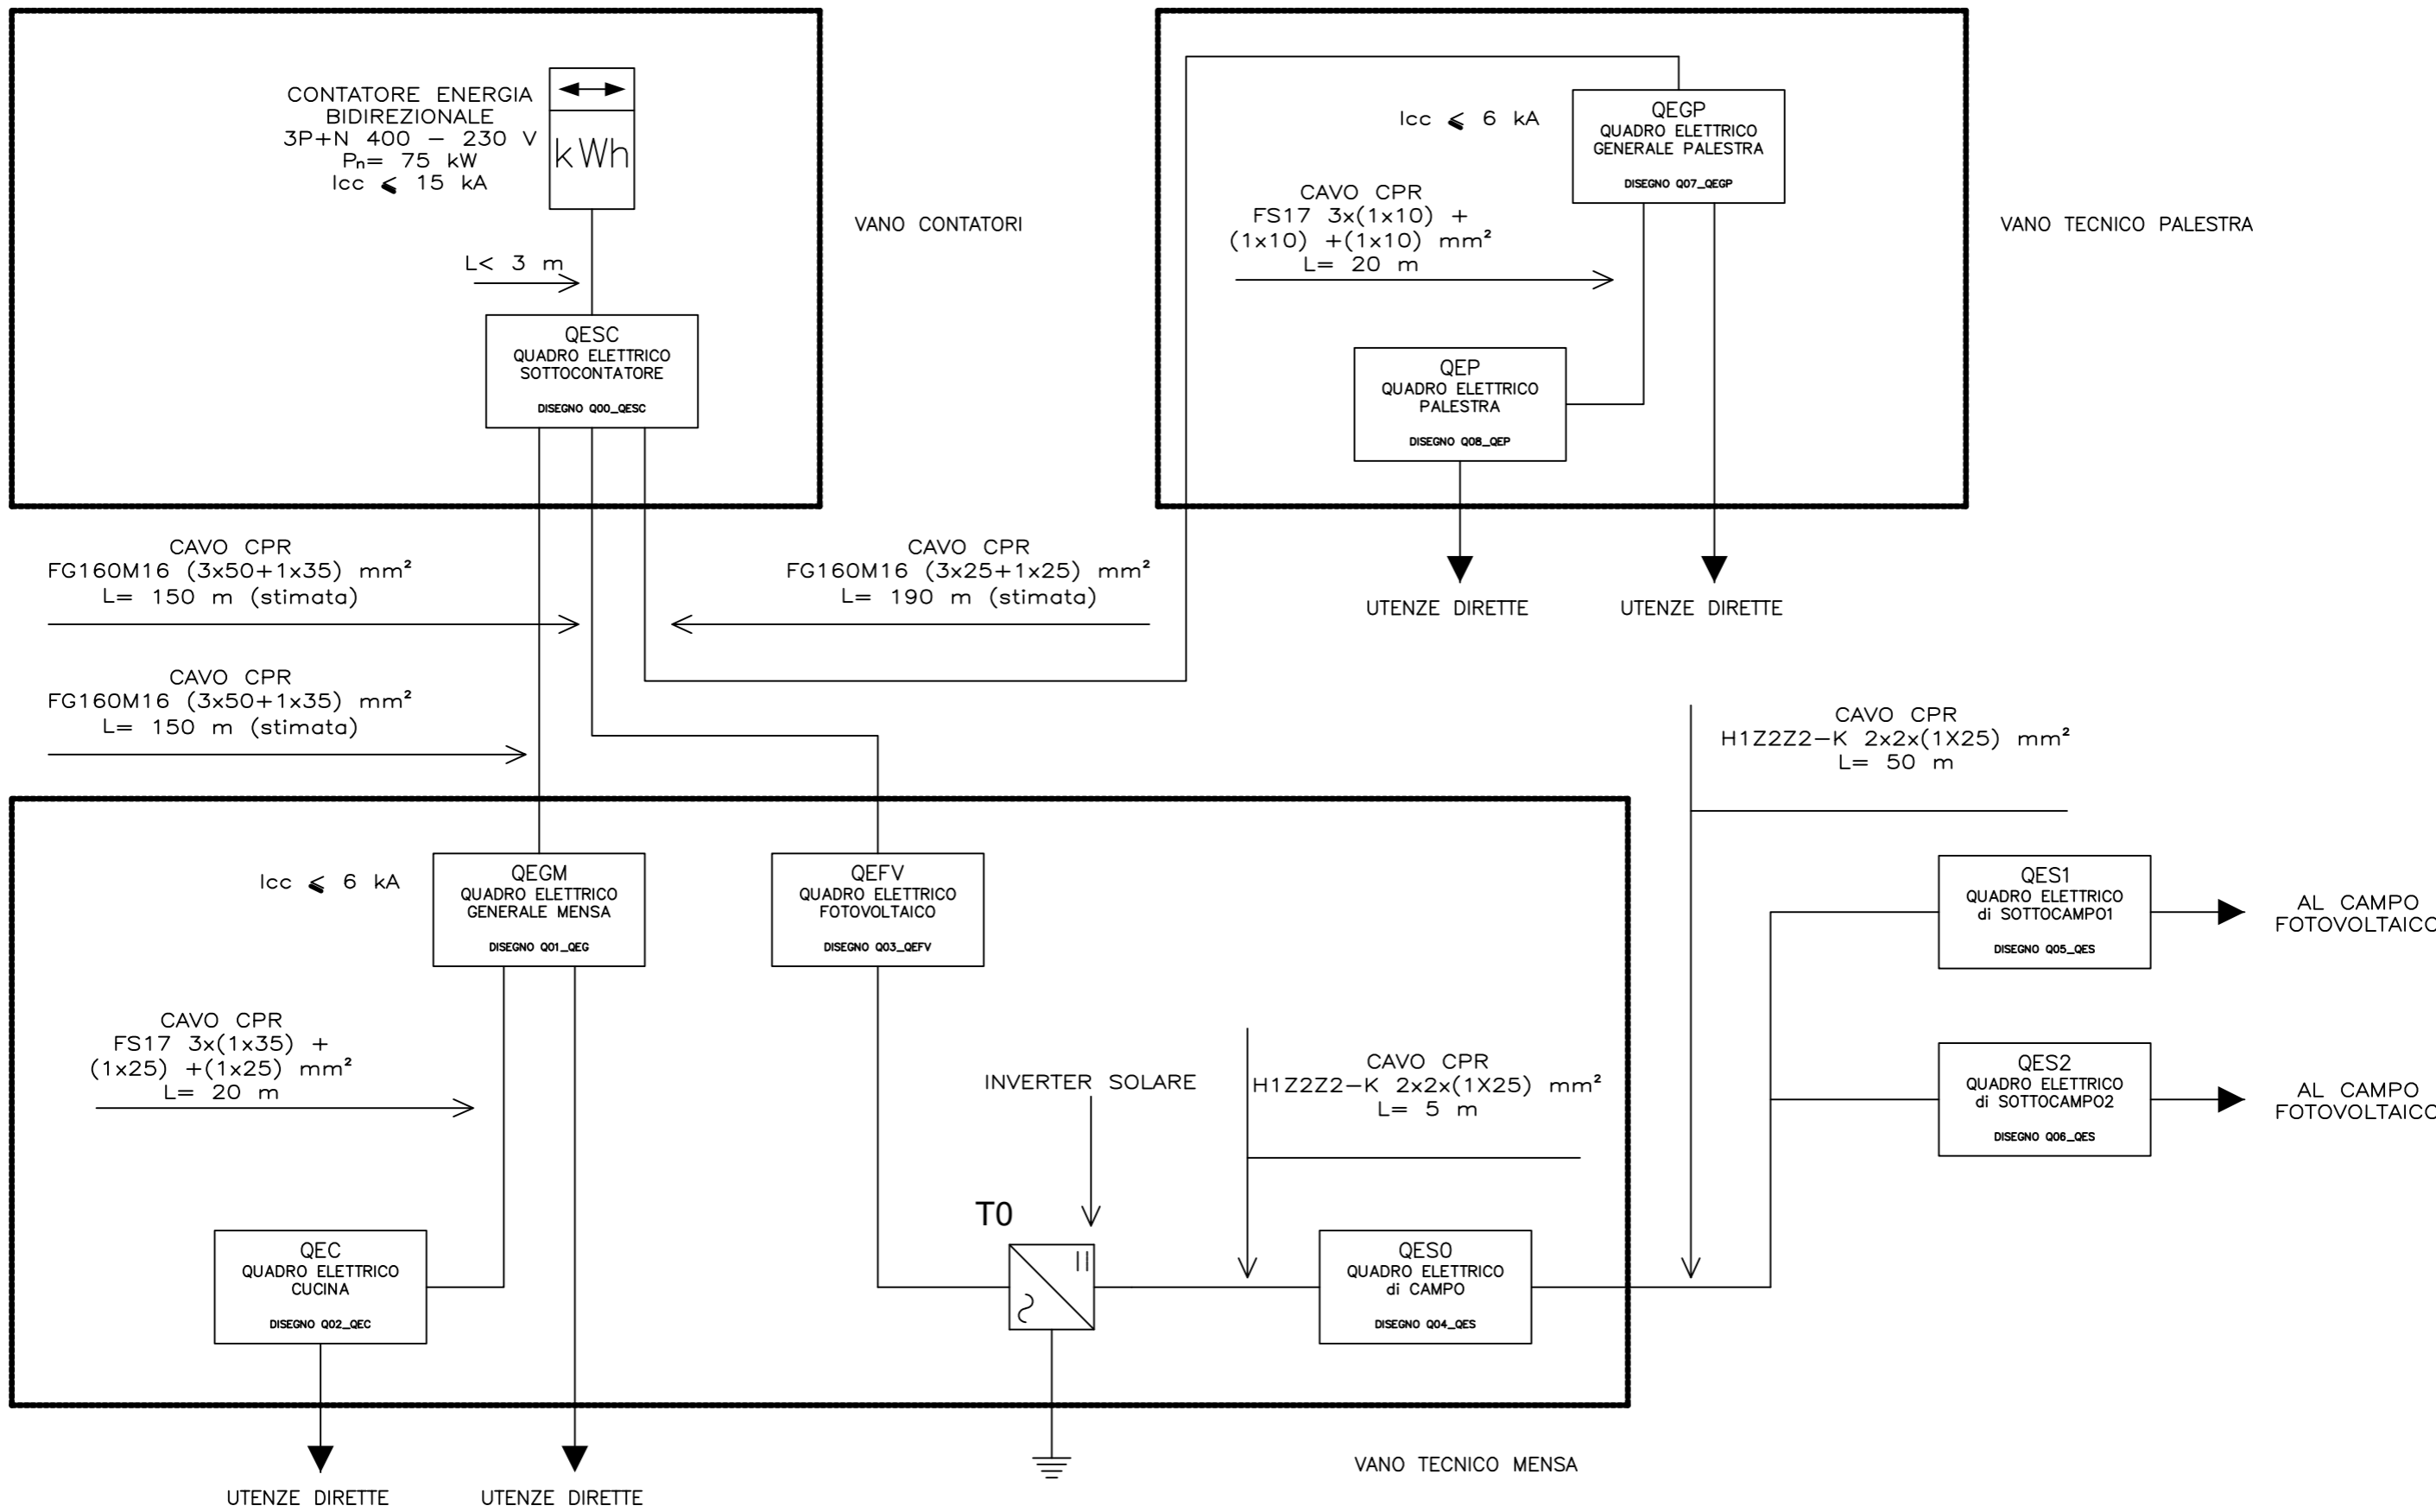 CONTATORE ENERGIA
BIDIREZIONALE
3P+N 400 – 230 V
Pn= 75 kW
Icc ⩽ 15 kA
kWh
L< 3 m
QESC
QUADRO ELETTRICO
SOTTOCONTATORE
DISEGNO Q00_QESC
VANO CONTATORI
Icc ⩽ 6 kA
QEGP
QUADRO ELETTRICO
GENERALE PALESTRA
DISEGNO Q07_QEGP
CAVO CPR
FS17 3x(1x10) +
(1x10) +(1x10) mm²
L= 20 m
QEP
QUADRO ELETTRICO
PALESTRA
DISEGNO Q08_QEP
VANO TECNICO PALESTRA
UTENZE DIRETTE
UTENZE DIRETTE
CAVO CPR
FG16OM16 (3x50+1x35) mm²
L= 150 m (stimata)
CAVO CPR
FG16OM16 (3x25+1x25) mm²
L= 190 m (stimata)
CAVO CPR
FG16OM16 (3x50+1x35) mm²
L= 150 m (stimata)
CAVO CPR
H1Z2Z2–K 2x2x(1X25) mm²
L= 50 m
Icc ⩽ 6 kA
QEGM
QUADRO ELETTRICO
GENERALE MENSA
DISEGNO Q01_QEG
QEFV
QUADRO ELETTRICO
FOTOVOLTAICO
DISEGNO Q03_QEFV
QES1
QUADRO ELETTRICO
di SOTTOCAMPO1
DISEGNO Q05_QES
AL CAMPO
FOTOVOLTAICO
CAVO CPR
FS17 3x(1x35) +
(1x25) +(1x25) mm²
L= 20 m
INVERTER SOLARE
CAVO CPR
H1Z2Z2–K 2x2x(1X25) mm²
L= 5 m
QES2
QUADRO ELETTRICO
di SOTTOCAMPO2
DISEGNO Q06_QES
AL CAMPO
FOTOVOLTAICO
QEC
QUADRO ELETTRICO
CUCINA
DISEGNO Q02_QEC
T0
QES0
QUADRO ELETTRICO
di CAMPO
DISEGNO Q04_QES
VANO TECNICO MENSA
UTENZE DIRETTE
UTENZE DIRETTE